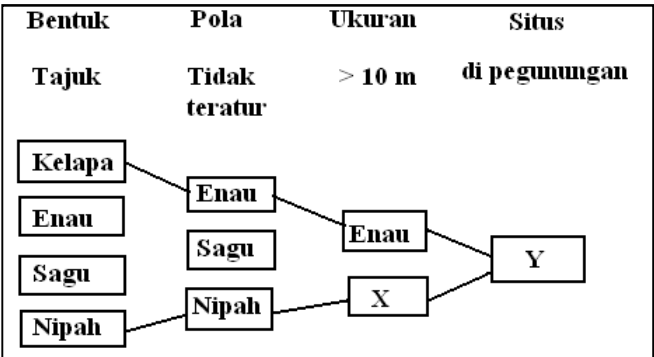 Bentuk Pola Ukuran Situs
Tajuk Tidak teratur > 10 m di pegunungan
Kelapa
Enau
Sagu
Nipah
Enau
Sagu
Nipah
Enau
X
Y